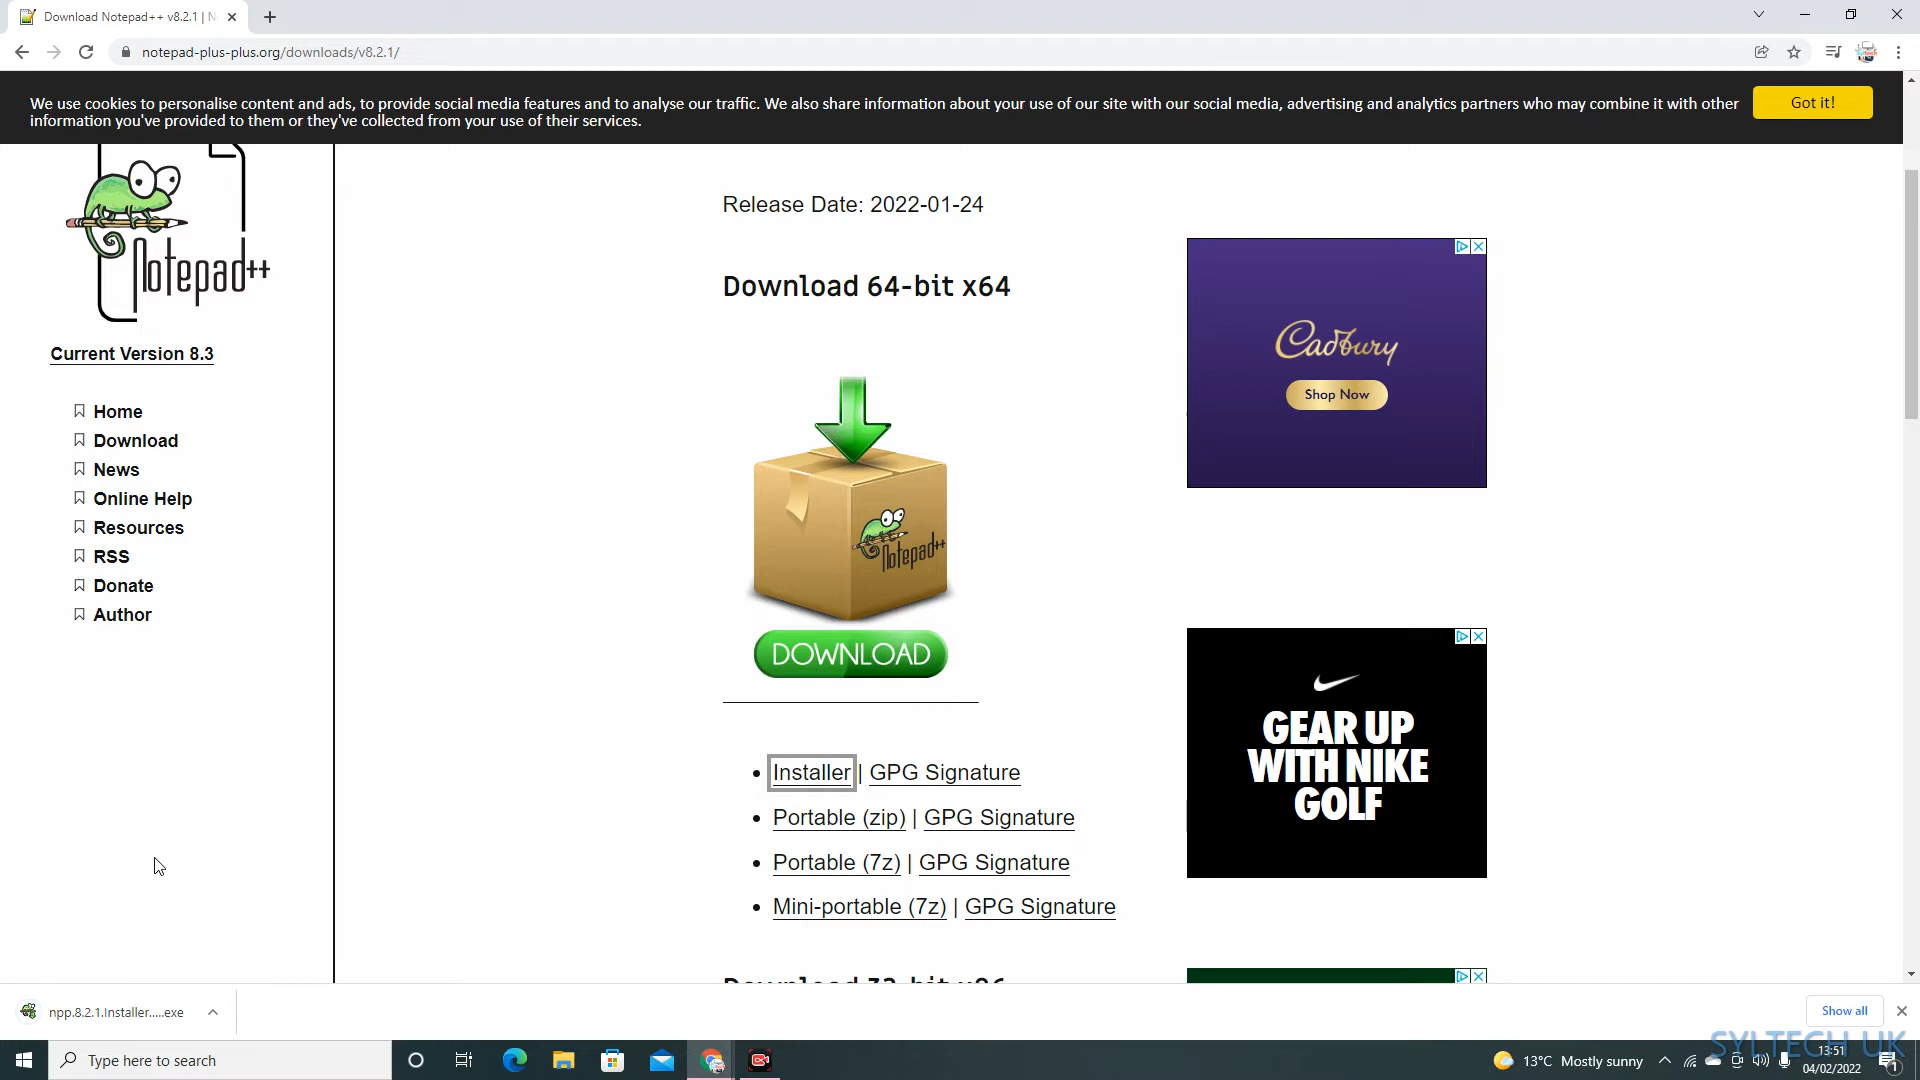 Download Notepad++ v8.2.1 | N
notepad-plus-plus.org/downloads/v8.2.1/
We use cookies to personalise content and ads, to provide social media features and to analyse our traffic. We also share information about your use of our site with our social media, advertising and analytics partners who may combine it with other
information you've provided to them or they've collected from your use of their services.
Got it!
Notepad++
Current Version 8.3
Home
Download
News
Online Help
Resources
RSS
Donate
Author
Release Date: 2022-01-24
Download 64-bit x64
Notepad++
DOWNLOAD
Installer | GPG Signature
Portable (zip) | GPG Signature
Portable (7z) | GPG Signature
Mini-portable (7z) | GPG Signature
Download 32-bit x86
Cadbury
Shop Now
GEAR UP
WITH NIKE
GOLF
npp.8.2.1.Installer.....exe
Show all
SYLTECH UK
Type here to search
13°C Mostly sunny
13:51
04/02/2022
1